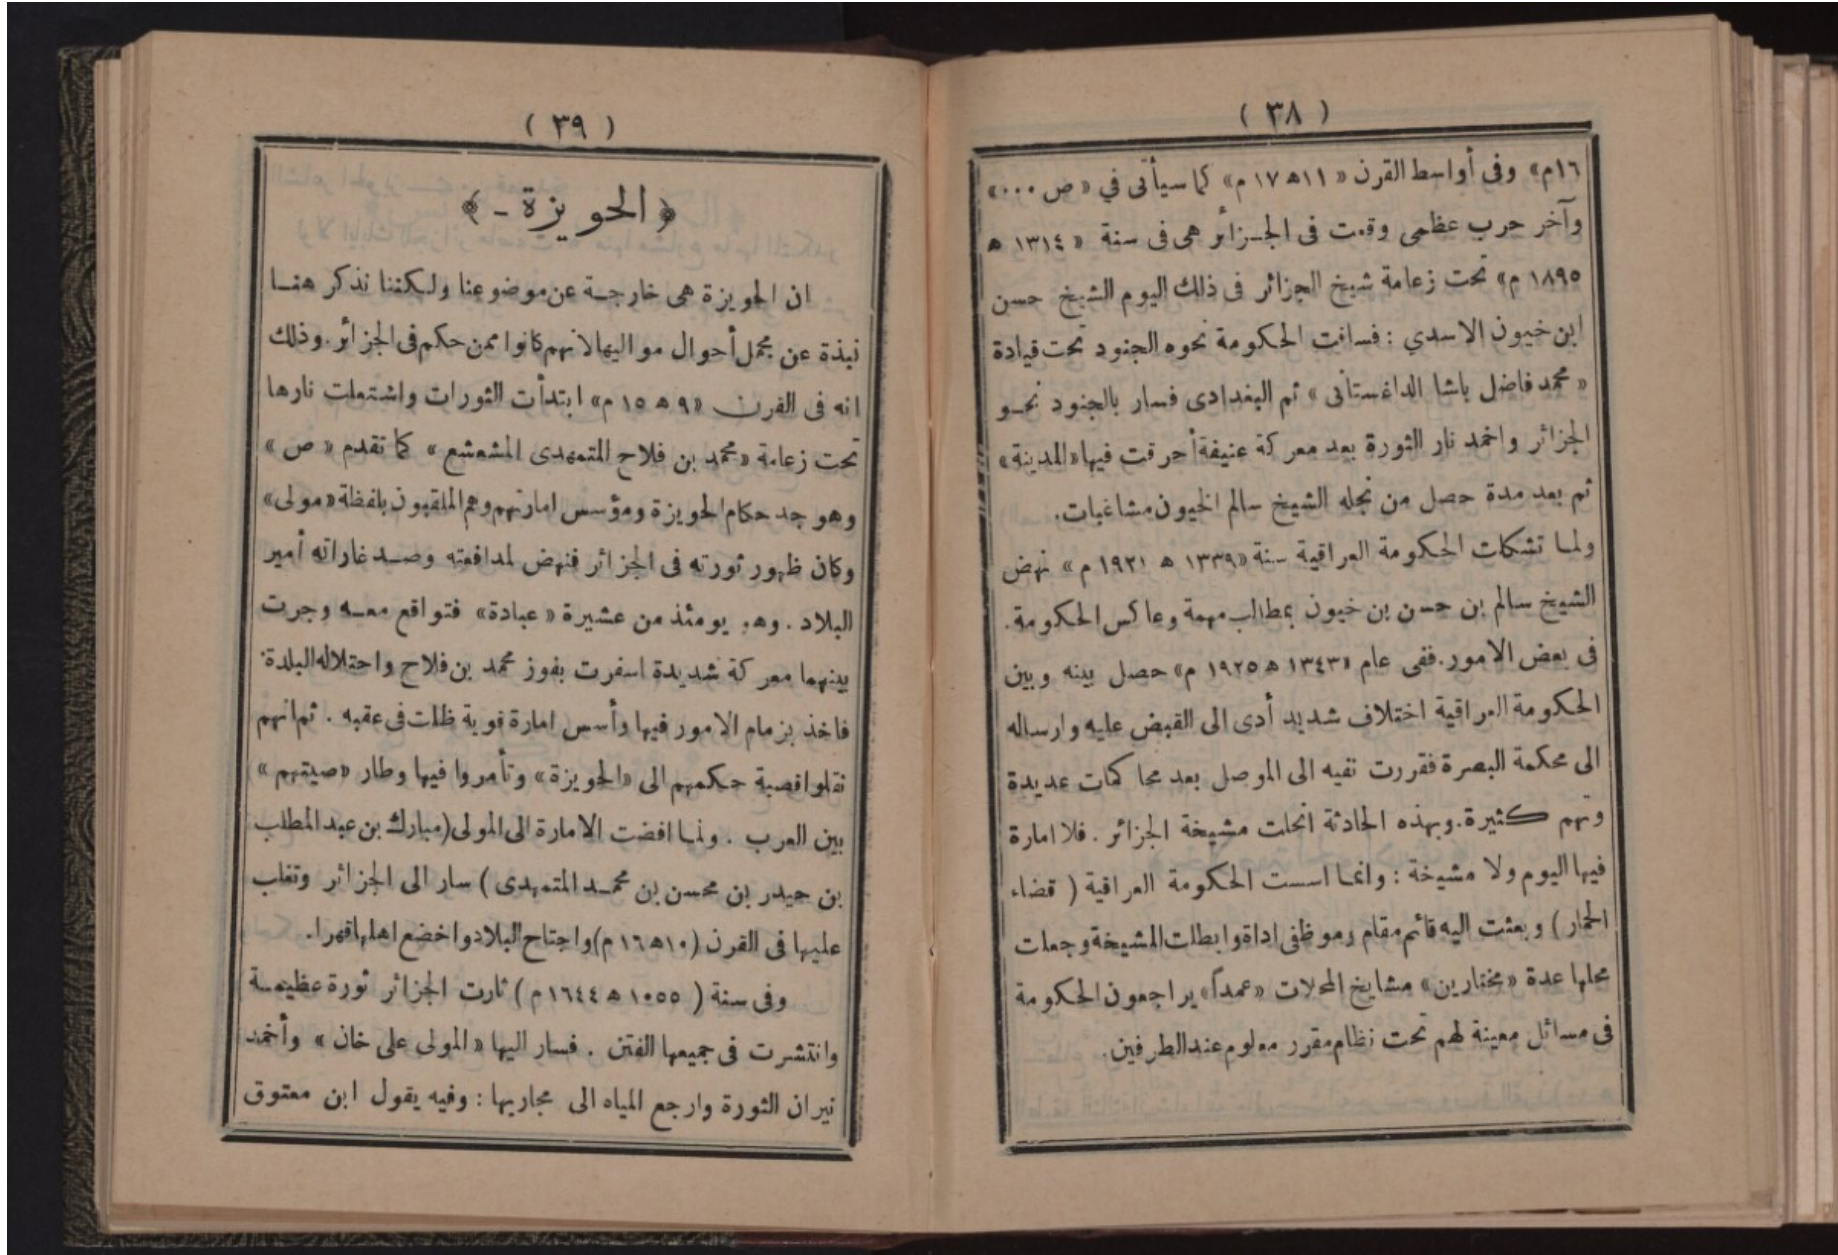 ( ٣٨ )
١٦م» وفى أواسط القرن «١١ه ١٧ م» كما سيأتى في «ص ...»
وآخر حرب عظمى وقعت فى الجزائر هى فى سنة «١٣١٤ ه
١٨٩٥ م» تحت زعامة شيخ الجزائر فى ذلك اليوم الشيخ حسن
ابن خيون الاسدي : فساقت الحكومة نحوه الجنود تحت قيادة
«محمد فاضل باشا الداغستانى» ثم البغدادى فسار بالجنود نحو
الجزائر واخمد نار الثورة بعد معركة عنيفة أحرقت فيها «المدينة»
ثم بعد مدة حصل من نجله الشيخ سالم الخيون مشاغبات.
ولما تشكلت الحكومة العراقية سنة «١٣٣٩ ه ١٩٢١ م» نهض
الشيخ سالم بن حسن بن خيون بمطالب مهمة وعاكس الحكومة.
فى بعض الامور. ففى عام «١٣٤٣ ه ١٩٢٥ م» حصل بينه وبين
الحكومة العراقية اختلاف شديد أدى الى القبض عليه وارساله
الى محكمة البصرة فقررت نفيه الى الموصل بعد محاكمات عديدة
وتهم كثيرة. وبهذه الحادثة انحلت مشيخة الجزائر . فلا امارة
فيها اليوم ولا مشيخة : وانما اسست الحكومة العراقية ( قضاء
الحمار ) وبعثت اليه قائم مقام وموظفى اداة وابطلت المشيخة وجعلت
محلها عدة «مختارين» مشايخ المحلات «عمداً» يراجعون الحكومة
فى مسائل معينة لهم تحت نظام مقرر معلوم عند الطرفين.
( ٣٩ )
﴿ الحويزة - ﴾
ان الحويزة هى خارجة عن موضوعنا ولكننا نذكر هنا
نبذة عن مجمل أحوال مواليها لانهم كانوا ممن حكم فى الجزائر. وذلك
انه فى القرن «٩ ه ١٥ م» ابتدأت الثورات واشتعلت نارها
تحت زعامة «محمد بن فلاح المتمهدى المشعشع» كما تقدم «ص »
وهو جد حكام الحويزة ومؤسس امارتهم وهم الملقبون بلفظة «مولى»
وكان ظهور ثورته فى الجزائر فنهض لمدافعته وصد غاراته أمير
البلاد . وهو يومئذ من عشيرة «عبادة» فتواقع معه وجرت
بينهما معركة شديدة اسفرت بفوز محمد بن فلاح واحتلاله البلدة.
فاخذ بزمام الامور فيها وأسس امارة قوية ظلت فى عقبه . ثم انهم
نقلوا قصبة حكمهم الى «الحويزة» وتأمروا فيها وطار «صيتهم»
بين العرب . ولما افضت الامارة الى المولى (مبارك بن عبد المطلب
بن حيدر بن محسن بن محمد المتمهدى) سار الى الجزائر وتغلب
عليها فى القرن (١٠ه ١٦ م) واجتاح البلاد واخضع اهلها قهرا.
وفى سنة ( ١٠٥٥ ه ١٦٤٤ م ) ثارت الجزائر ثورة عظيمة
وانتشرت فى جميعها الفتن . فسار اليها «المولى على خان» وأخمد
نيران الثورة وارجع المياه الى مجاريها : وفيه يقول ابن معتوق